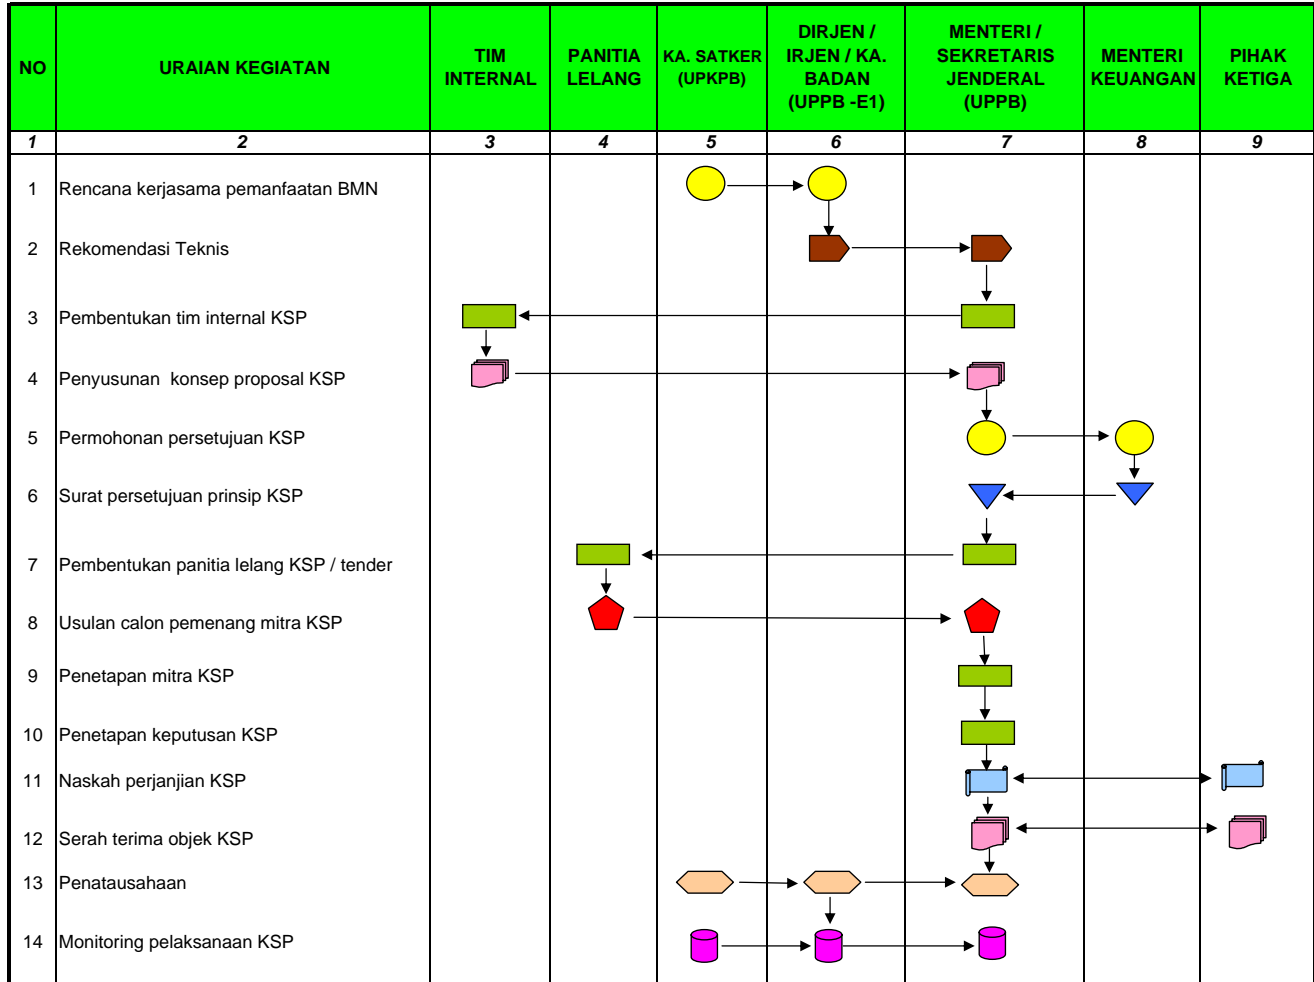 NO
URAIAN KEGIATAN
TIM
INTERNAL
PANITIA
LELANG
KA. SATKER
(UPKPB)
DIRJEN /
IRJEN / KA.
BADAN
(UPPB -E1)
MENTERI /
SEKRETARIS
JENDERAL
(UPPB)
MENTERI
KEUANGAN
PIHAK
KETIGA
1 2 3 4 5 6 7 8 9
1 Rencana kerjasama pemanfaatan BMN
2 Rekomendasi Teknis
3 Pembentukan tim internal KSP
4 Penyusunan konsep proposal KSP
5 Permohonan persetujuan KSP
6 Surat persetujuan prinsip KSP
7 Pembentukan panitia lelang KSP / tender
8 Usulan calon pemenang mitra KSP
9 Penetapan mitra KSP
10 Penetapan keputusan KSP
11 Naskah perjanjian KSP
12 Serah terima objek KSP
13 Penatausahaan
14 Monitoring pelaksanaan KSP